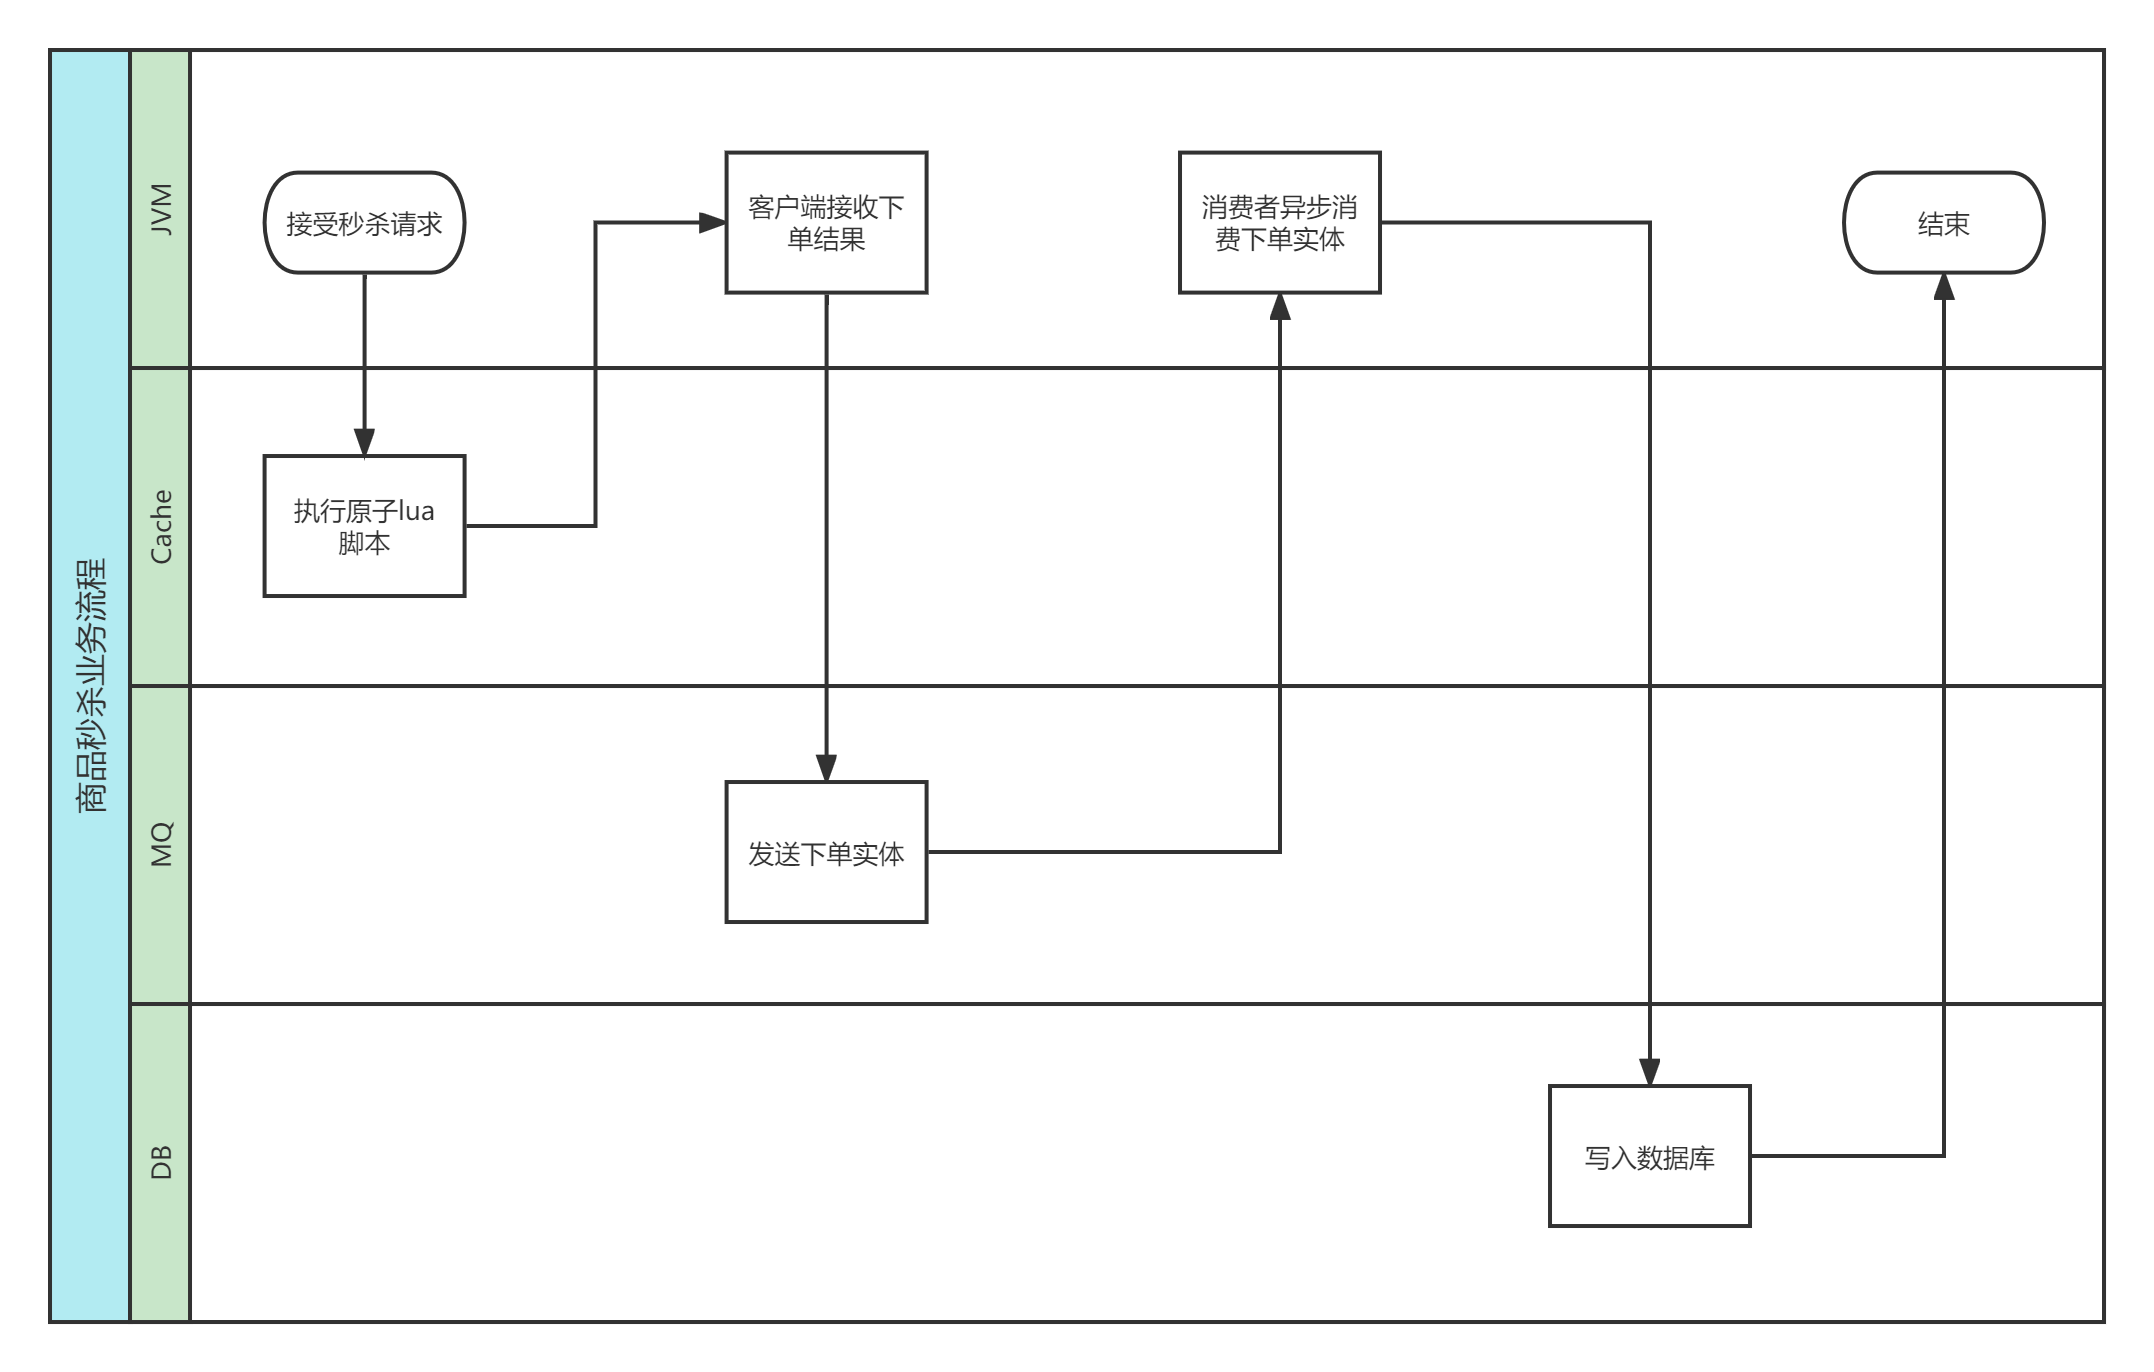 商品秒杀业务流程
JVM
接受秒杀请求
客户端接收下
单结果
消费者异步消
费下单实体
结束
Cache
执行原子lua
脚本
MQ
发送下单实体
DB
写入数据库